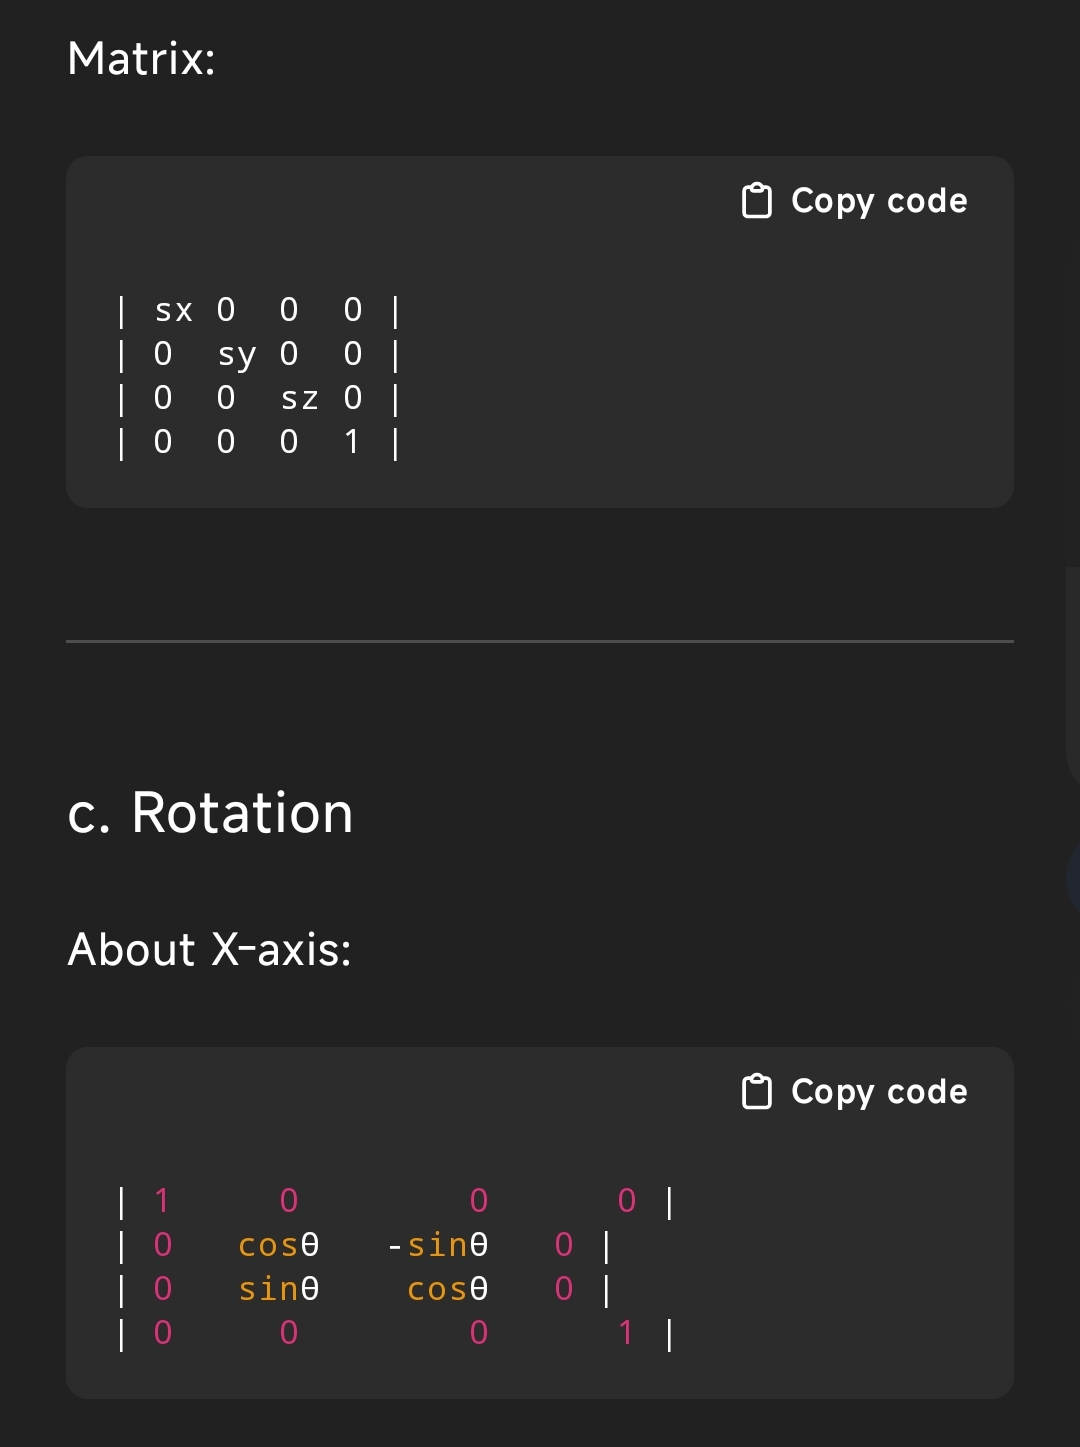 Matrix:
Copy code
| sx 0  0  0 |
| 0  sy 0  0 |
| 0  0  sz 0 |
| 0  0  0  1 |
c. Rotation
About X-axis:
Copy code
| 1     0        0      0 |
| 0   cosθ   -sinθ   0 |
| 0   sinθ    cosθ   0 |
| 0     0        0      1 |